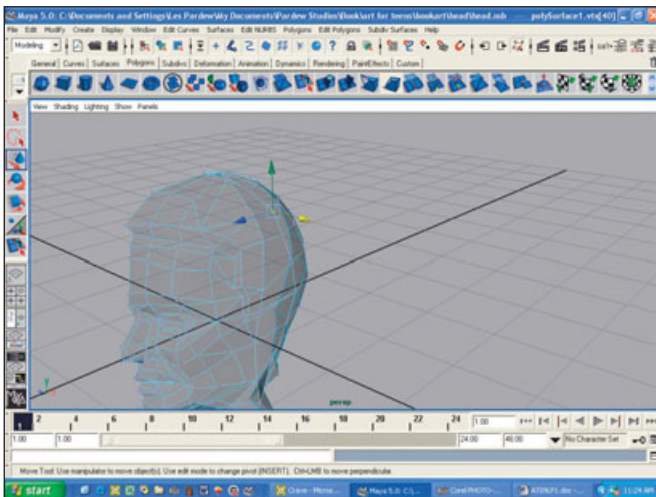 Maya 5.0: C:\Documents and Settings\Les Pardew\My Documents\Pardew Studios\Book\art for teens\bookart\head\head.mb - polySurface1.vtx[40]
File Edit Modify Create Display Window Edit Curves Surfaces Edit NURBS Polygons Edit Polygons Subdiv Surfaces Help
Modeling
General Curves Surfaces Polygons Subdivs Deformation Animation Dynamics Rendering PaintEffects Custom
View Shading Lighting Show Panels
persp
2 4 6 8 10 12 14 16 18 20 22 24 1.00
1
1.00 1.00 24.00 48.00 No Character Set
Move Tool: Use manipulator to move object(s). Use edit mode to change pivot (INSERT). Ctrl+LMB to move perpendicular.
start Maya 5.0: C:\... Corel PHOTO-... 11:24 AM